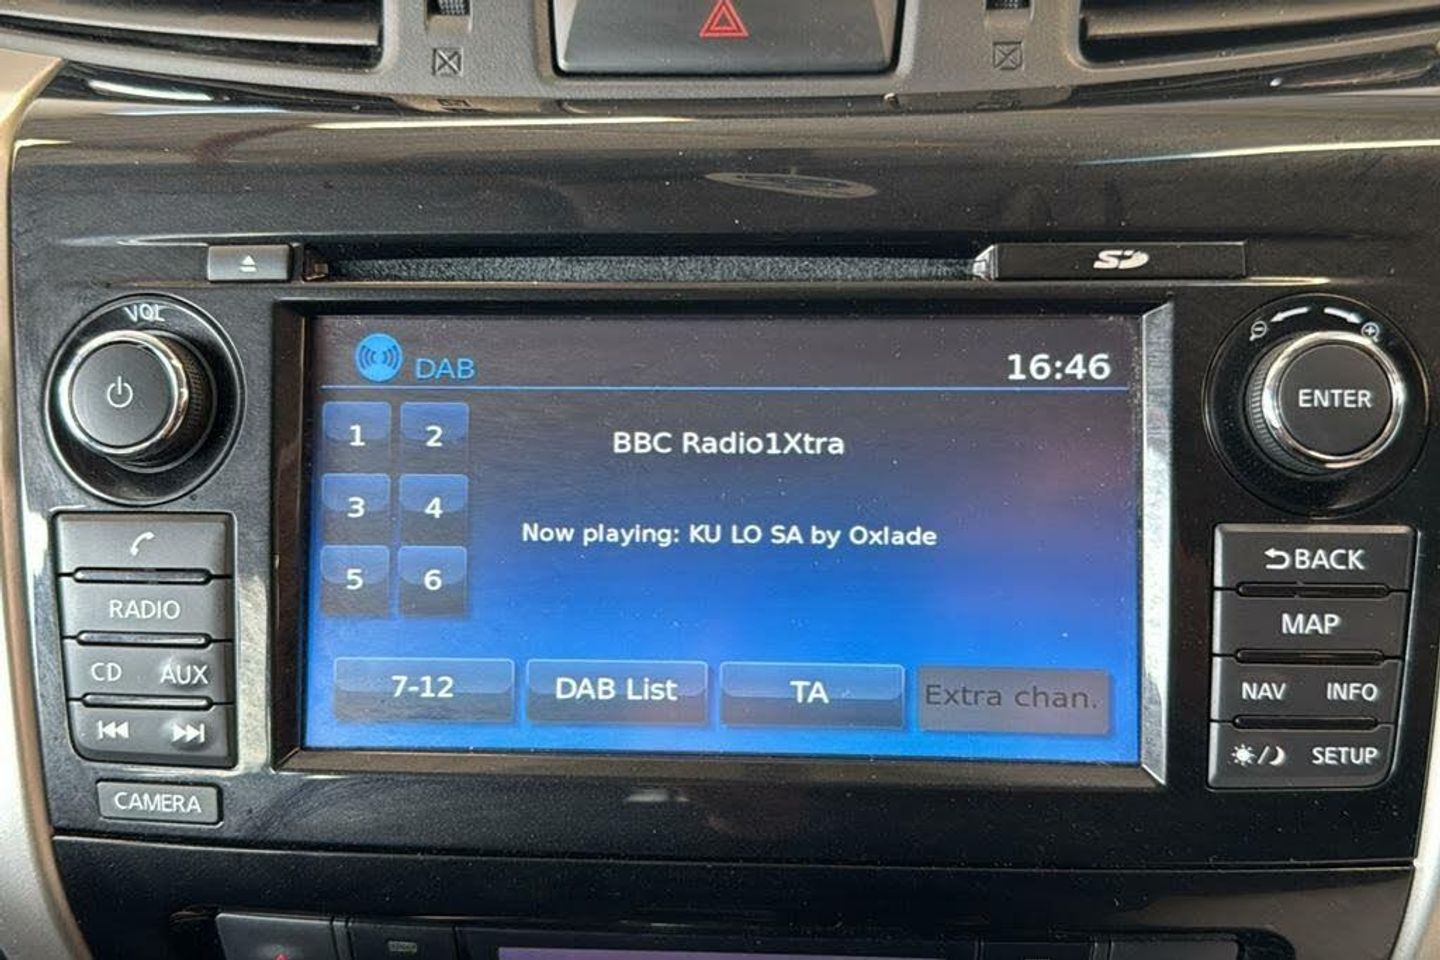 SD
VOL
DAB
16:46
1 2
3 4
5 6
BBC Radio1Xtra
Now playing: KU LO SA by Oxlade
7-12
DAB List
TA
Extra chan.
RADIO
CD AUX
CAMERA
ENTER
BACK
MAP
NAV INFO
SETUP